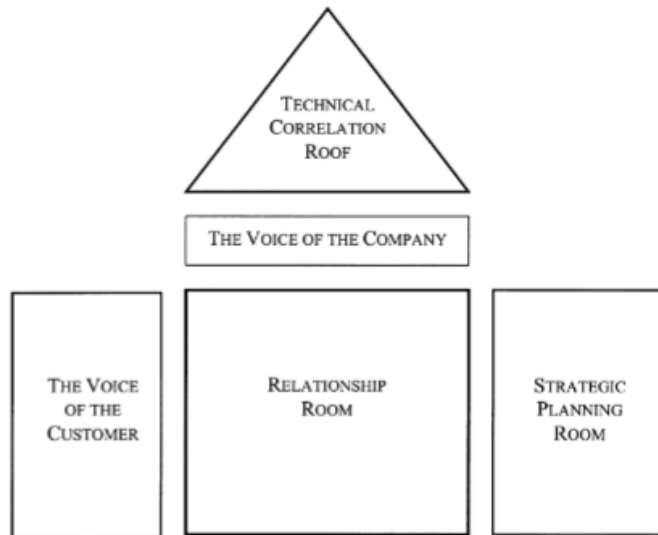 TECHNICAL
CORRELATION
ROOF
THE VOICE OF THE COMPANY
THE VOICE
OF THE
CUSTOMER
RELATIONSHIP
ROOM
STRATEGIC
PLANNING
ROOM